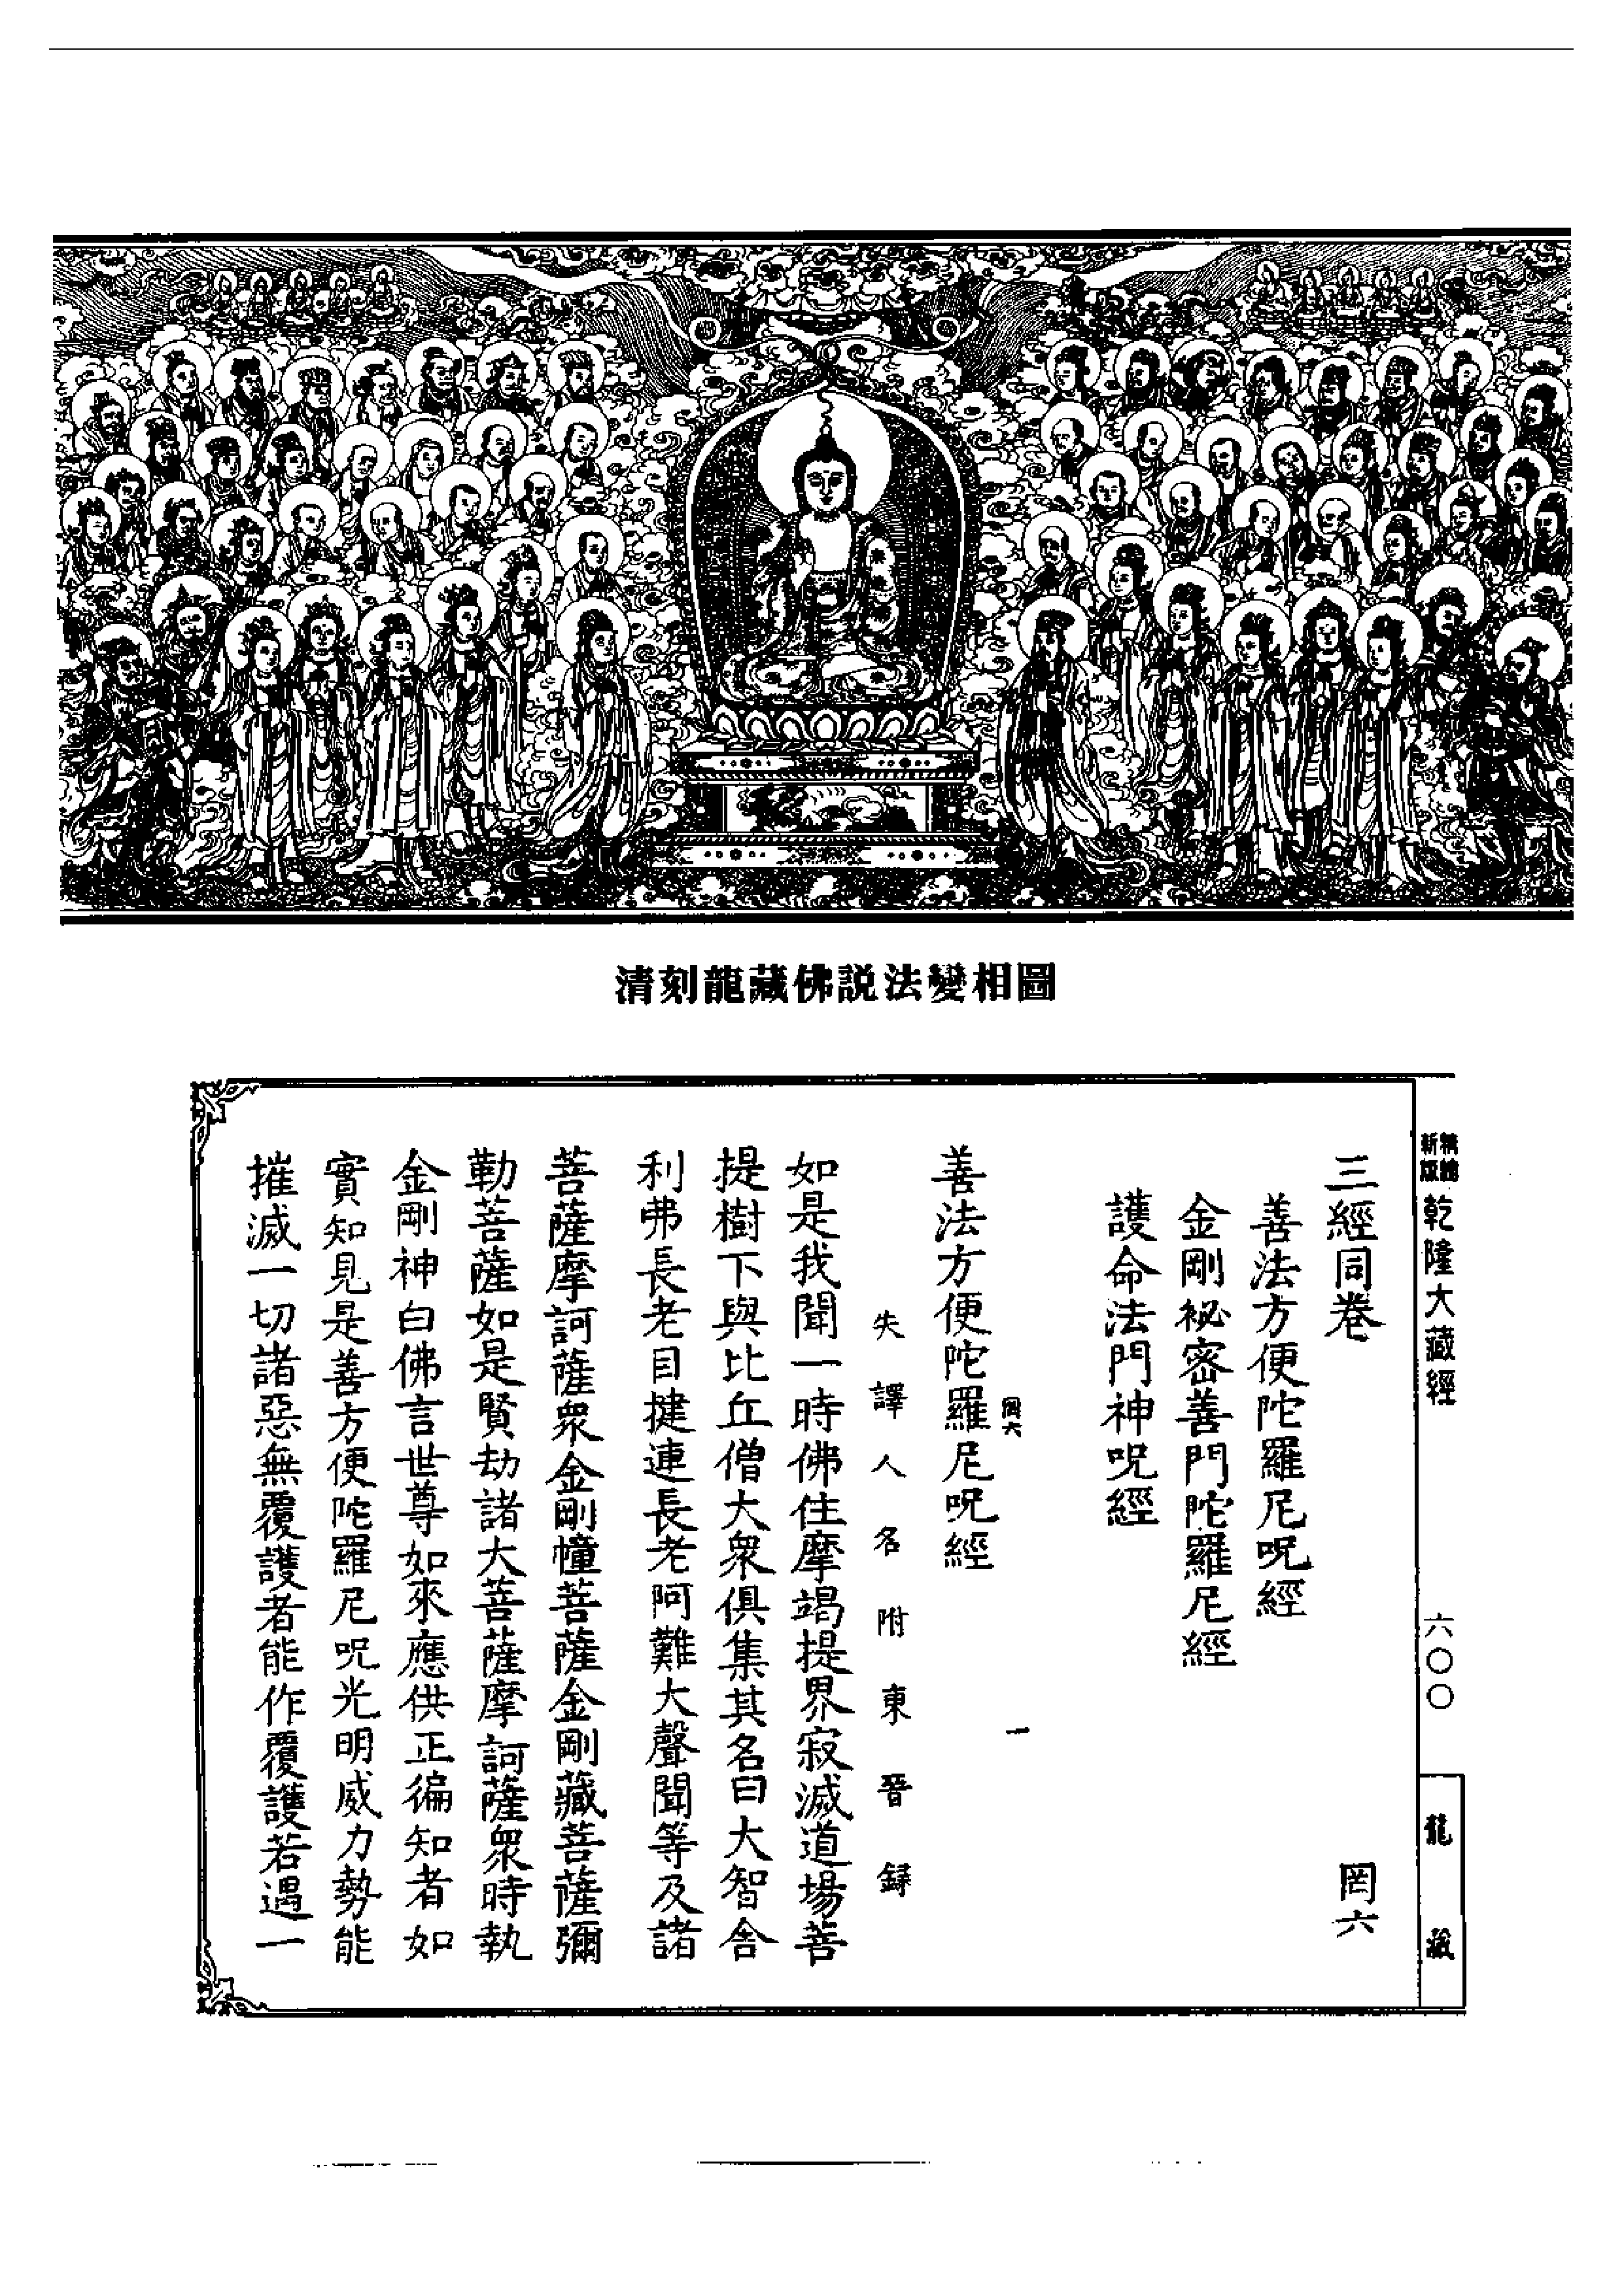 清刻龍藏佛説法變相圖
新版
乾隆大藏經
六〇〇
龍藏
三經同卷
罔六
善法方便陀羅尼呪經
金剛祕密善門陀羅尼經
護命法門神呪經
罔六
一
善法方便陀羅尼呪經
失譯人名附東晉録
如是我聞一時佛住摩竭提界寂滅道場菩
提樹下與比丘僧大衆俱集其名曰大智舍
利弗長老目揵連長老阿難大聲聞等及諸
菩薩摩訶薩衆金剛幢菩薩金剛藏菩薩彌
勒菩薩如是賢劫諸大菩薩摩訶薩衆時執
金剛神白佛言世尊如來應供正徧知者如
實知見是善方便陀羅尼呪光明威力勢能
摧滅一切諸惡無覆護者能作覆護若遇一